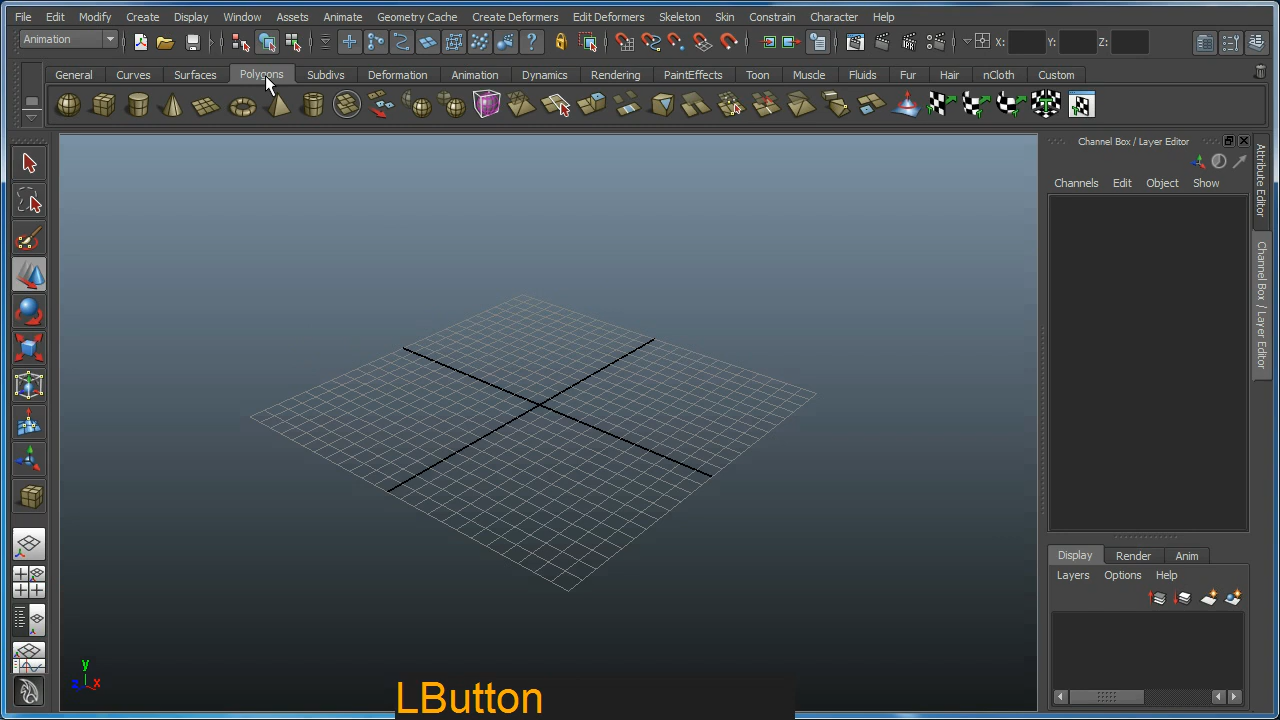 File Edit Modify Create Display Window Assets Animate Geometry Cache Create Deformers Edit Deformers Skeleton Skin Constrain Character Help
Animation X: Y: Z:
General Curves Surfaces Polygons Subdivs Deformation Animation Dynamics Rendering PaintEffects Toon Muscle Fluids Fur Hair nCloth Custom
Channel Box / Layer Editor
Channels Edit Object Show
Attribute Editor
Channel Box / Layer Editor
Display Render Anim
Layers Options Help
y
z x
LButton